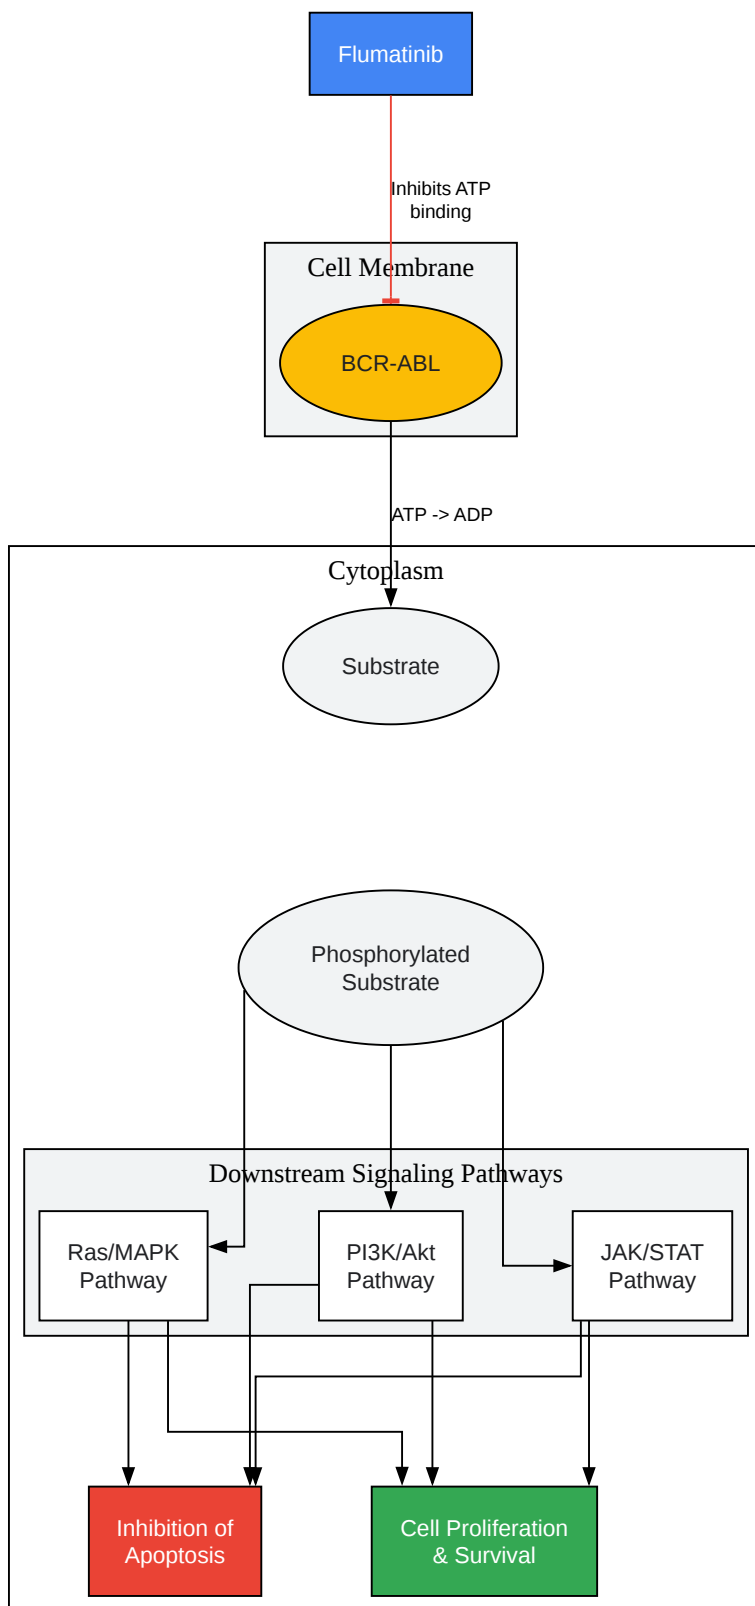 Flumatinib
Inhibits ATP
binding
Cell Membrane
BCR-ABL
ATP -> ADP
Cytoplasm
Substrate
Phosphorylated
Substrate
Downstream Signaling Pathways
Ras/MAPK
Pathway
PI3K/Akt
Pathway
JAK/STAT
Pathway
Inhibition of
Apoptosis
Cell Proliferation
& Survival